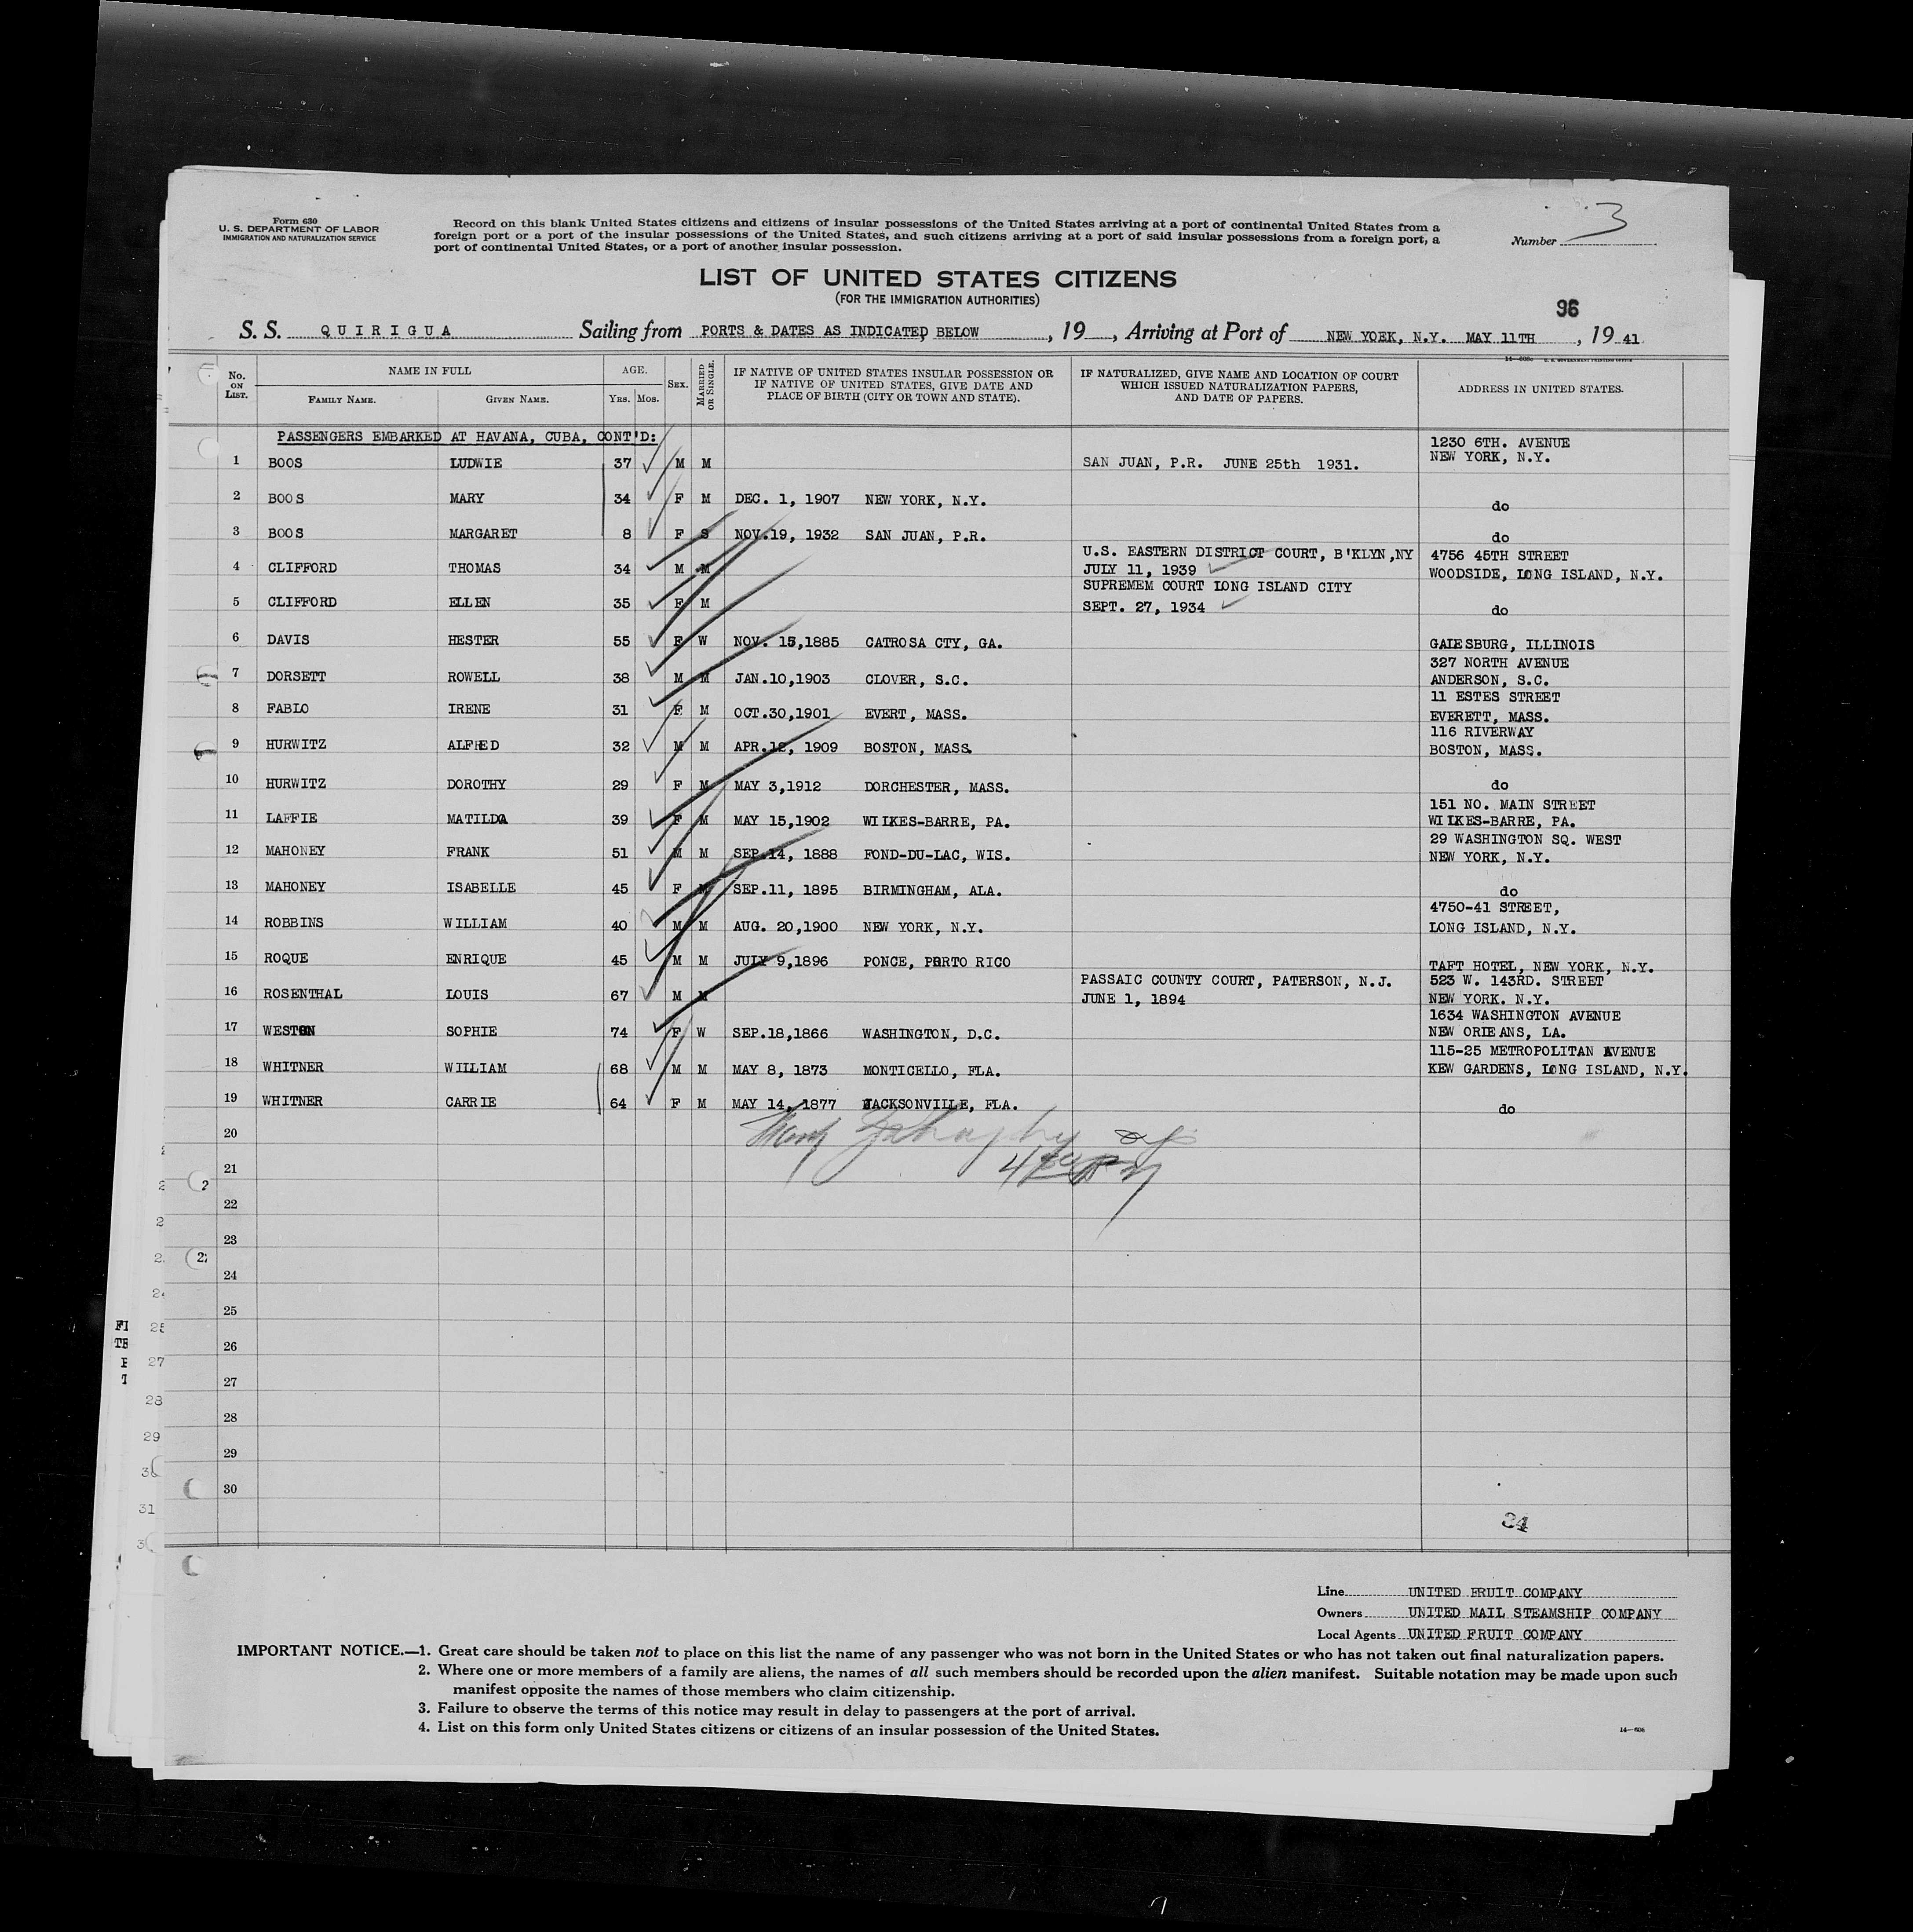 Form 630
U. S. DEPARTMENT OF LABOR
IMMIGRATION AND NATURALIZATION SERVICE
Record on this blank United States citizens and citizens of insular possessions of the United States arriving at a port of continental United States from a
foreign port or a port of the insular possessions of the United States, and such citizens arriving at a port of said insular possessions from a foreign port, a
port of continental United States, or a port of another insular possession.
Number 3
LIST OF UNITED STATES CITIZENS
(FOR THE IMMIGRATION AUTHORITIES)
96
S. S. QUIRIGUA Sailing from PORTS & DATES AS INDICATED BELOW, 19 , Arriving at Port of NEW YORK, N.Y. MAY 11TH, 19 41
No. ON LIST. NAME IN FULL AGE. SEX. MARRIED OR SINGLE. IF NATIVE OF UNITED STATES INSULAR POSSESSION OR IF NATIVE OF UNITED STATES, GIVE DATE AND PLACE OF BIRTH (CITY OR TOWN AND STATE). IF NATURALIZED, GIVE NAME AND LOCATION OF COURT WHICH ISSUED NATURALIZATION PAPERS, AND DATE OF PAPERS. ADDRESS IN UNITED STATES.
FAMILY NAME. GIVEN NAME. YRS. MOS.
PASSENGERS EMBARKED AT HAVANA, CUBA, CONT'D:
1230 6TH. AVENUE
1 BOOS LUDWIE 37 M M SAN JUAN, P.R. JUNE 25th 1931. NEW YORK, N.Y.
2 BOOS MARY 34 F M DEC. 1, 1907 NEW YORK, N.Y. do
3 BOOS MARGARET 8 F S NOV.19, 1932 SAN JUAN, P.R. do
U.S. EASTERN DISTRICT COURT, B'KLYN,NY 4756 45TH STREET
4 CLIFFORD THOMAS 34 M M JULY 11, 1939 WOODSIDE, LONG ISLAND, N.Y.
SUPREMEM COURT LONG ISLAND CITY
5 CLIFFORD ELLEN 35 F M SEPT. 27, 1934 do
6 DAVIS HESTER 55 F W NOV. 15,1885 CATROSA CTY, GA. GALESBURG, ILLINOIS
327 NORTH AVENUE
7 DORSETT ROWELL 38 M M JAN.10,1903 CLOVER, S.C. ANDERSON, S.C.
11 ESTES STREET
8 FABLO IRENE 31 F M OCT.30,1901 EVERT, MASS. EVERETT, MASS.
116 RIVERWAY
9 HURWITZ ALFRED 32 M M APR.12, 1909 BOSTON, MASS. BOSTON, MASS.
10 HURWITZ DOROTHY 29 F M MAY 3,1912 DORCHESTER, MASS. do
151 NO. MAIN STREET
11 LAFFIE MATILDA 39 F M MAY 15,1902 WILKES-BARRE, PA. WILKES-BARRE, PA.
29 WASHINGTON SQ. WEST
12 MAHONEY FRANK 51 M M SEP.14, 1888 FOND-DU-LAC, WIS. NEW YORK, N.Y.
13 MAHONEY ISABELLE 45 F M SEP.11, 1895 BIRMINGHAM, ALA. do
4750-41 STREET,
14 ROBBINS WILLIAM 40 M M AUG. 20,1900 NEW YORK, N.Y. LONG ISLAND, N.Y.
15 ROQUE ENRIQUE 45 M M JULY 9,1896 PONCE, PORTO RICO TAFT HOTEL, NEW YORK, N.Y.
PASSAIC COUNTY COURT, PATERSON, N.J. 523 W. 143RD. STREET
16 ROSENTHAL LOUIS 67 M M JUNE 1, 1894 NEW YORK. N.Y.
1634 WASHINGTON AVENUE
17 WESTON SOPHIE 74 F W SEP.18,1866 WASHINGTON, D.C. NEW ORLEANS, LA.
115-25 METROPOLITAN AVENUE
18 WHITNER WILLIAM 68 M M MAY 8, 1873 MONTICELLO, FLA. KEW GARDENS, LONG ISLAND, N.Y.
19 WHITNER CARRIE 64 F M MAY 14, 1877 JACKSONVILLE, FLA. do
20
21
22
23
24
25
26
27
28
29
30
34
Line UNITED FRUIT COMPANY
Owners UNITED MAIL STEAMSHIP COMPANY
Local Agents UNITED FRUIT COMPANY
IMPORTANT NOTICE.—1. Great care should be taken not to place on this list the name of any passenger who was not born in the United States or who has not taken out final naturalization papers.
2. Where one or more members of a family are aliens, the names of all such members should be recorded upon the alien manifest. Suitable notation may be made upon such
manifest opposite the names of those members who claim citizenship.
3. Failure to observe the terms of this notice may result in delay to passengers at the port of arrival.
4. List on this form only United States citizens or citizens of an insular possession of the United States.
14—608